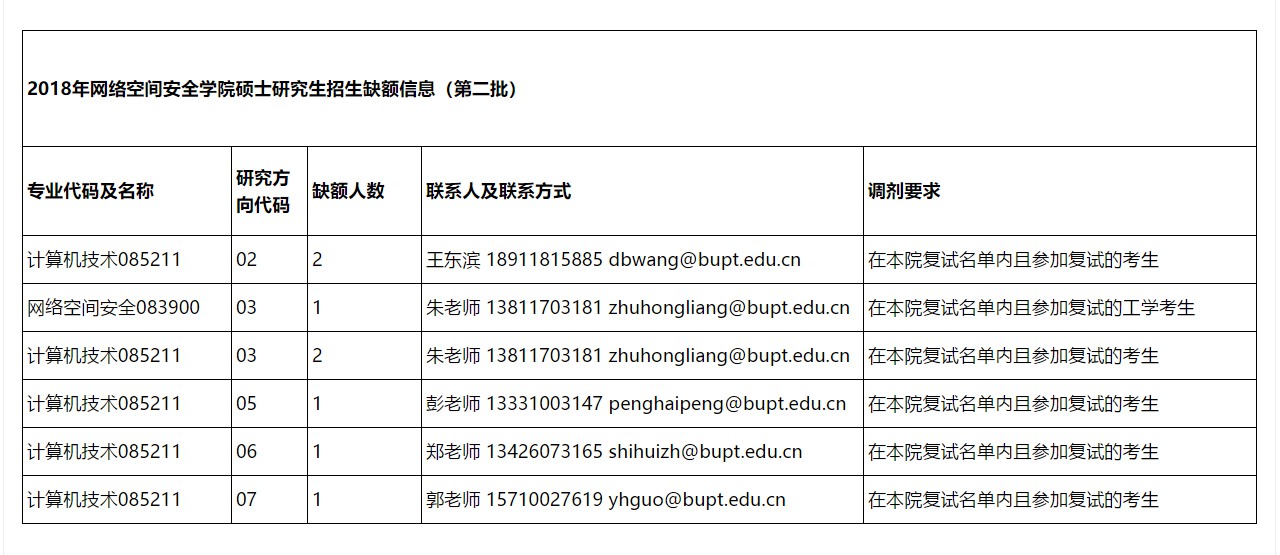 2018年网络空间安全学院硕士研究生招生缺额信息（第二批）
专业代码及名称 研究方向代码 缺额人数 联系人及联系方式 调剂要求
计算机技术085211 02 2 王东滨 18911815885 dbwang@bupt.edu.cn 在本院复试名单内且参加复试的考生
网络空间安全083900 03 1 朱老师 13811703181 zhuhongliang@bupt.edu.cn 在本院复试名单内且参加复试的工学考生
计算机技术085211 03 2 朱老师 13811703181 zhuhongliang@bupt.edu.cn 在本院复试名单内且参加复试的考生
计算机技术085211 05 1 彭老师 13331003147 penghaipeng@bupt.edu.cn 在本院复试名单内且参加复试的考生
计算机技术085211 06 1 郑老师 13426073165 shihuizh@bupt.edu.cn 在本院复试名单内且参加复试的考生
计算机技术085211 07 1 郭老师 15710027619 yhguo@bupt.edu.cn 在本院复试名单内且参加复试的考生